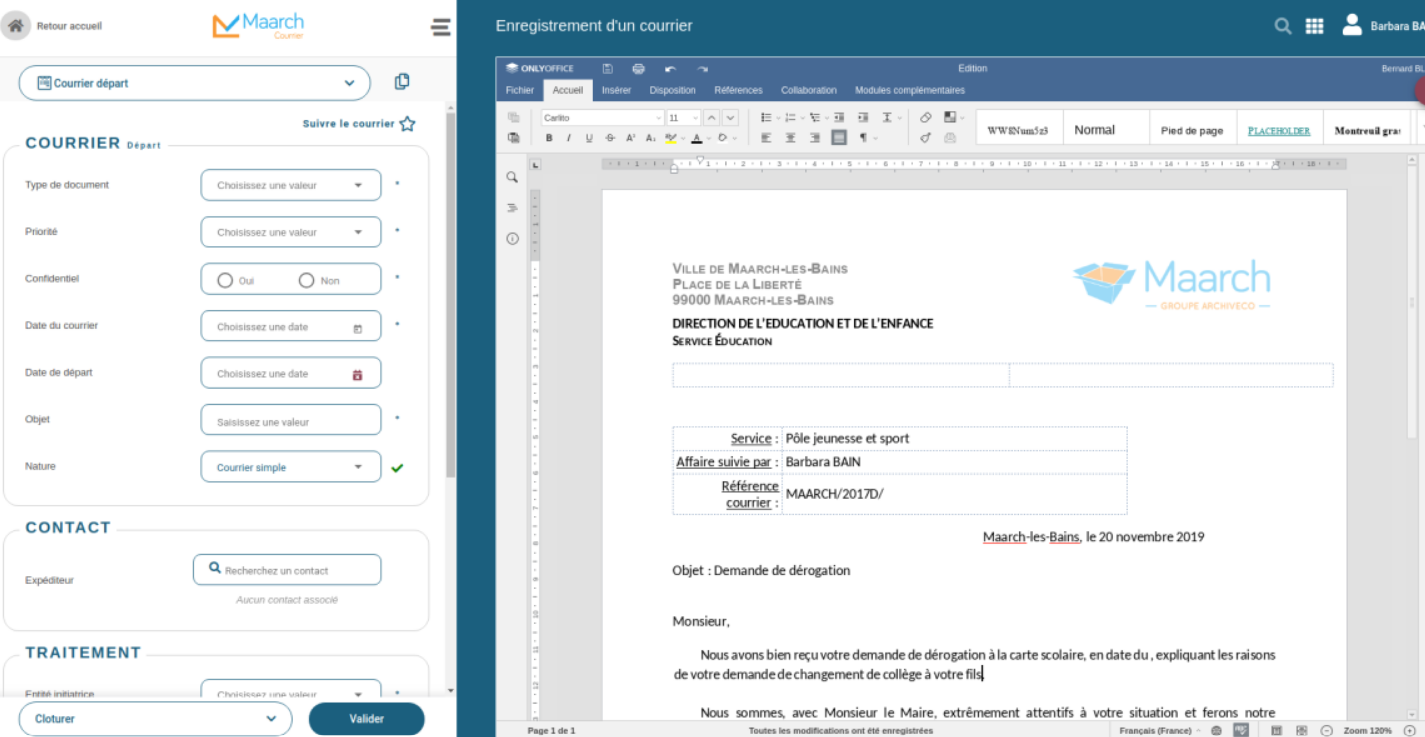 Retour accueil
Maarch
Courrier
Enregistrement d'un courrier
Barbara BA
Courrier départ
Suivre le courrier
COURRIER Départ
Type de document
Choisissez une valeur
*
Priorité
Choisissez une valeur
*
Confidentiel
Oui
Non
*
Date du courrier
Choisissez une date
*
Date de départ
Choisissez une date
Objet
Saisissez une valeur
*
Nature
Courrier simple
CONTACT
Expéditeur
Recherchez un contact
Aucun contact associé
TRAITEMENT
Entité initiatrice
Choisissez une valeur
*
Cloturer
Valider
ONLYOFFICE
Edition
Bernard BL
Fichier
Accueil
Insérer
Disposition
Références
Collaboration
Modules complémentaires
Carlito
11
WW8Num5z3
Normal
Pied de page
PLACEHOLDER
Montreuil gras
VILLE DE MAARCH-LES-BAINS
PLACE DE LA LIBERTÉ
99000 MAARCH-LES-BAINS
DIRECTION DE L'EDUCATION ET DE L'ENFANCE
SERVICE ÉDUCATION
Maarch
GROUPE ARCHIVECO
Service : Pôle jeunesse et sport
Affaire suivie par : Barbara BAIN
Référence
courrier : MAARCH/2017D/
Maarch-les-Bains, le 20 novembre 2019
Objet : Demande de dérogation
Monsieur,
Nous avons bien reçu votre demande de dérogation à la carte scolaire, en date du , expliquant les raisons
de votre demande de changement de collège à votre fils.
Nous sommes, avec Monsieur le Maire, extrêmement attentifs à votre situation et ferons notre
Page 1 de 1
Toutes les modifications ont été enregistrées
Français (France)
Zoom 120%